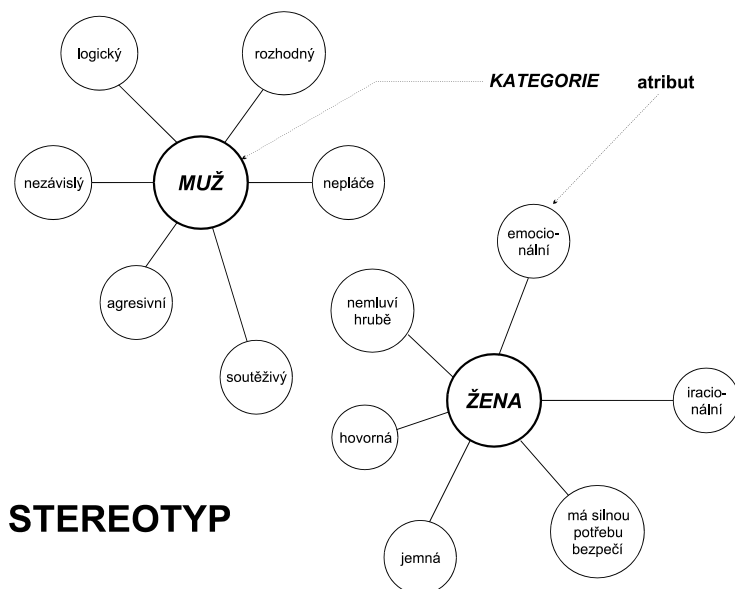 logický
rozhodný
KATEGORIE
atribut
nezávislý
MUŽ
nepláče
emocio-
nální
agresivní
nemluví
hrubě
soutěživý
ŽENA
iracio-
nální
hovorná
STEREOTYP
má silnou
potřebu
bezpečí
jemná